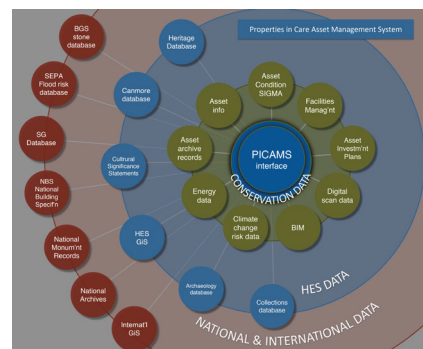 Properties in Care Asset Management System
BGS
stone
database
SEPA
Flood risk
database
SG
Database
NBS
National
Building
Specif'n
National
Monum'nt
Records
National
Archives
Internat'l
GiS
Heritage
Database
Canmore
database
Cultural
Significance
Statements
HES
GiS
Archaeology
database
Collections
database
Asset
Condition
SIGMA
Facilities
Managm't
Asset
Investm'nt
Plans
Digital
scan data
BIM
Climate
change
risk data
Energy
data
Asset
archive
records
Asset
info
PICAMS
interface
CONSERVATION DATA
HES DATA
NATIONAL & INTERNATIONAL DATA